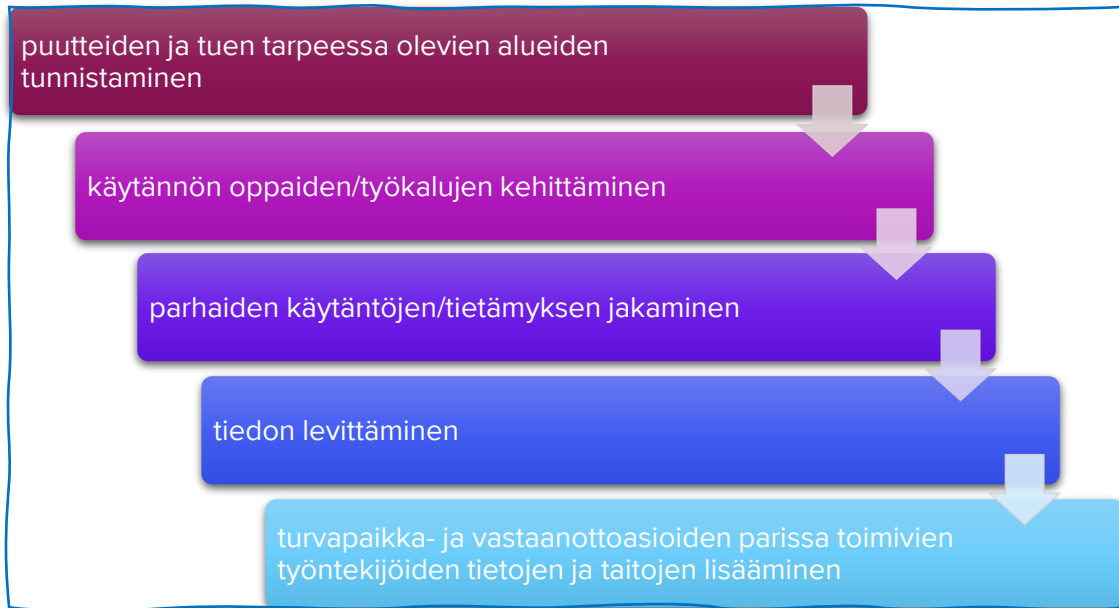 puutteiden ja tuen tarpeessa olevien alueiden
tunnistaminen
käytännön oppaiden/työkalujen kehittäminen
parhaiden käytäntöjen/tietämyksen jakaminen
tiedon levittäminen
turvapaikka- ja vastaanottoasioiden parissa toimivien
työntekijöiden tietojen ja taitojen lisääminen